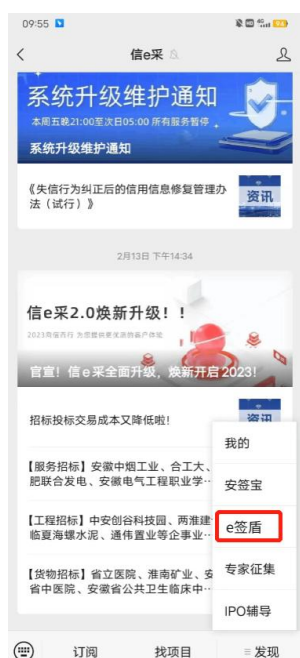 09:55
信e采
系统升级维护通知
本周五晚21:00至次日05:00 所有服务暂停
系统升级维护通知
《失信行为纠正后的信用信息修复管理办
法（试行）》
资讯
2月13日 下午14:34
信e采2.0焕新升级！！
官宣！信e采全面升级，焕新开启2023!
招标投标交易成本又降低啦!
资讯
【服务招标】安徽中烟工业、合工大、
肥联合发电、安徽电气工程职业学…
【工程招标】中安创谷科技园、两淮建
临夏海螺水泥、通伟置业等企事业…
【货物招标】省立医院、淮南矿业、安
省中医院、安徽省公共卫生临床中…
我的
安签宝
e签盾
专家征集
IPO辅导
订阅
找项目
发现